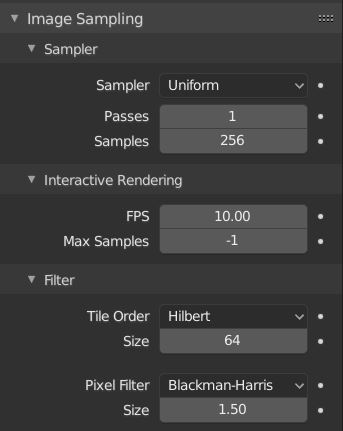 Image Sampling
Sampler
Sampler Uniform
Passes 1
Samples 256
Interactive Rendering
FPS 10.00
Max Samples -1
Filter
Tile Order Hilbert
Size 64
Pixel Filter Blackman-Harris
Size 1.50